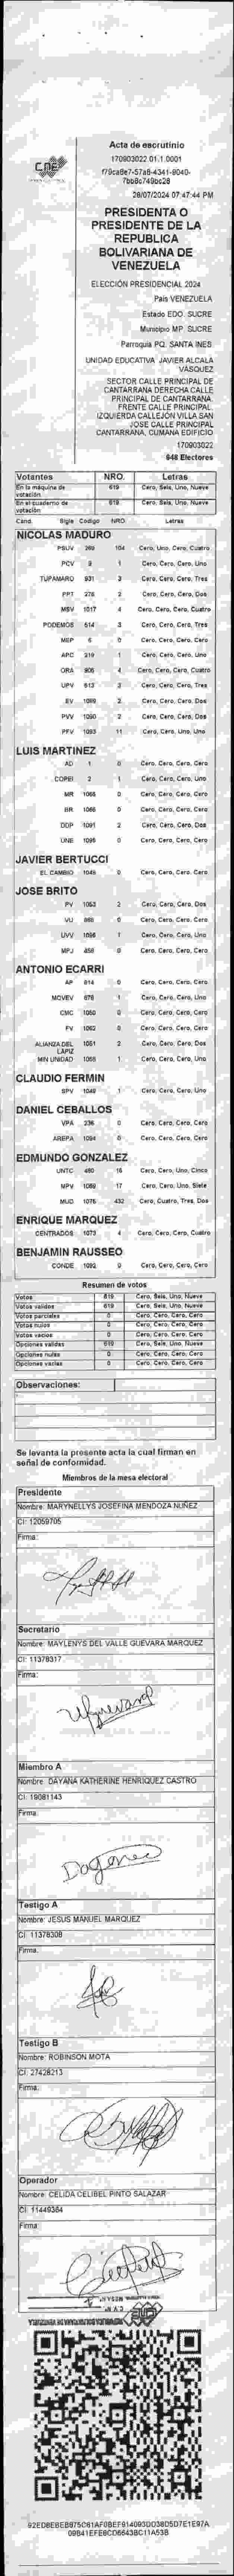 CNE
Acta de escrutinio
170903022.01.1.0001
28/07/2024 07:47:44 PM
PRESIDENTA O
PRESIDENTE DE LA
REPUBLICA
BOLIVARIANA DE
VENEZUELA
ELECCIÓN PRESIDENCIAL 2024
País VENEZUELA
Estado EDO. SUCRE
Municipio MP. SUCRE
Parroquia PQ. SANTA INES
UNIDAD EDUCATIVA JAVIER ALCALA
VASQUEZ
SECTOR CALLE PRINCIPAL DE
CANTARRANA DERECHA CALLE
PRINCIPAL DE CANTARRANA.
FRENTE CALLE PRINCIPAL.
IZQUIERDA CALLEJON VILLA SAN
JOSE CALLE PRINCIPAL
CANTARRANA, CUMANA EDIFICIO
170903022
848 Electores
Votantes NRO. Letras
En la máquina de votación 619 Cero, Seis, Uno, Nueve
En el cuaderno de votación 619 Cero, Seis, Uno, Nueve
Cand. Sigla Codigo NRO. Letras
NICOLAS MADURO
PSUV 269 104 Cero, Uno, Cero, Cuatro
PCV 1 Cero, Cero, Cero, Uno
TUPAMARO 931 3 Cero, Cero, Cero, Tres
PPT 278 2 Cero, Cero, Cero, Dos
MSV 1017 4 Cero, Cero, Cero, Cuatro
PODEMOS 514 3 Cero, Cero, Cero, Tres
MEP 6 0 Cero, Cero, Cero, Cero
APC 219 1 Cero, Cero, Cero, Uno
ORA 906 4 Cero, Cero, Cero, Cuatro
UPV 613 3 Cero, Cero, Cero, Tres
EV 1089 2 Cero, Cero, Cero, Dos
PVV 1090 2 Cero, Cero, Cero, Dos
PFV 1093 11 Cero, Cero, Uno, Uno
LUIS MARTINEZ
AD 1 0 Cero, Cero, Cero, Cero
COPEI 2 1 Cero, Cero, Cero, Uno
MR 1065 0 Cero, Cero, Cero, Cero
BR 1066 0 Cero, Cero, Cero, Cero
DDP 1091 2 Cero, Cero, Cero, Dos
UNE 1095 0 Cero, Cero, Cero, Cero
JAVIER BERTUCCI
EL CAMBIO 1049 0 Cero, Cero, Cero, Cero
JOSE BRITO
PV 1053 2 Cero, Cero, Cero, Dos
VU 868 0 Cero, Cero, Cero, Cero
UVV 1096 1 Cero, Cero, Cero, Uno
MPJ 458 0 Cero, Cero, Cero, Cero
ANTONIO ECARRI
AP 814 0 Cero, Cero, Cero, Cero
MOVEV 678 1 Cero, Cero, Cero, Uno
CMC 1050 0 Cero, Cero, Cero, Cero
FV 1062 0 Cero, Cero, Cero, Cero
ALIANZA DEL LAPIZ 1051 2 Cero, Cero, Cero, Dos
MIN UNIDAD 1058 1 Cero, Cero, Cero, Uno
CLAUDIO FERMIN
SPV 1048 1 Cero, Cero, Cero, Uno
DANIEL CEBALLOS
VPA 236 0 Cero, Cero, Cero, Cero
AREPA 1094 0 Cero, Cero, Cero, Cero
EDMUNDO GONZALEZ
UNTC 480 15 Cero, Cero, Uno, Cinco
MPV 1059 17 Cero, Cero, Uno, Siete
MUD 1075 432 Cero, Cuatro, Tres, Dos
ENRIQUE MARQUEZ
CENTRADOS 1073 4 Cero, Cero, Cero, Cuatro
BENJAMIN RAUSSEO
CONDE 1092 0 Cero, Cero, Cero, Cero
Resumen de votos
Votos 619 Cero, Seis, Uno, Nueve
Votos validos 619 Cero, Seis, Uno, Nueve
Votos parciales 0 Cero, Cero, Cero, Cero
Votos nulos 0 Cero, Cero, Cero, Cero
Votos vacios 0 Cero, Cero, Cero, Cero
Opciones validas 619 Cero, Seis, Uno, Nueve
Opciones nulas 0 Cero, Cero, Cero, Cero
Opciones vacias 0 Cero, Cero, Cero, Cero
Observaciones:
Se levanta la presente acta la cual firman en
señal de conformidad.
Miembros de la mesa electoral
Presidente
Nombre: MARYNELLYS JOSEFINA MENDOZA NUÑEZ
CI: 12059705
Firma:
Secretario
Nombre: MAYLENYS DEL VALLE GUEVARA MARQUEZ
CI: 11378317
Firma:
Miembro A
Nombre: DAYANA KATHERINE HENRIQUEZ CASTRO
CI: 19081143
Firma:
Testigo A
Nombre: JESUS MANUEL MARQUEZ
CI: 11378308
Firma:
Testigo B
Nombre: ROBINSON MOTA
CI: 27428213
Firma:
Operador
Nombre: CELIDA CELIBEL PINTO SALAZAR
CI: 11449364
Firma:
CNE